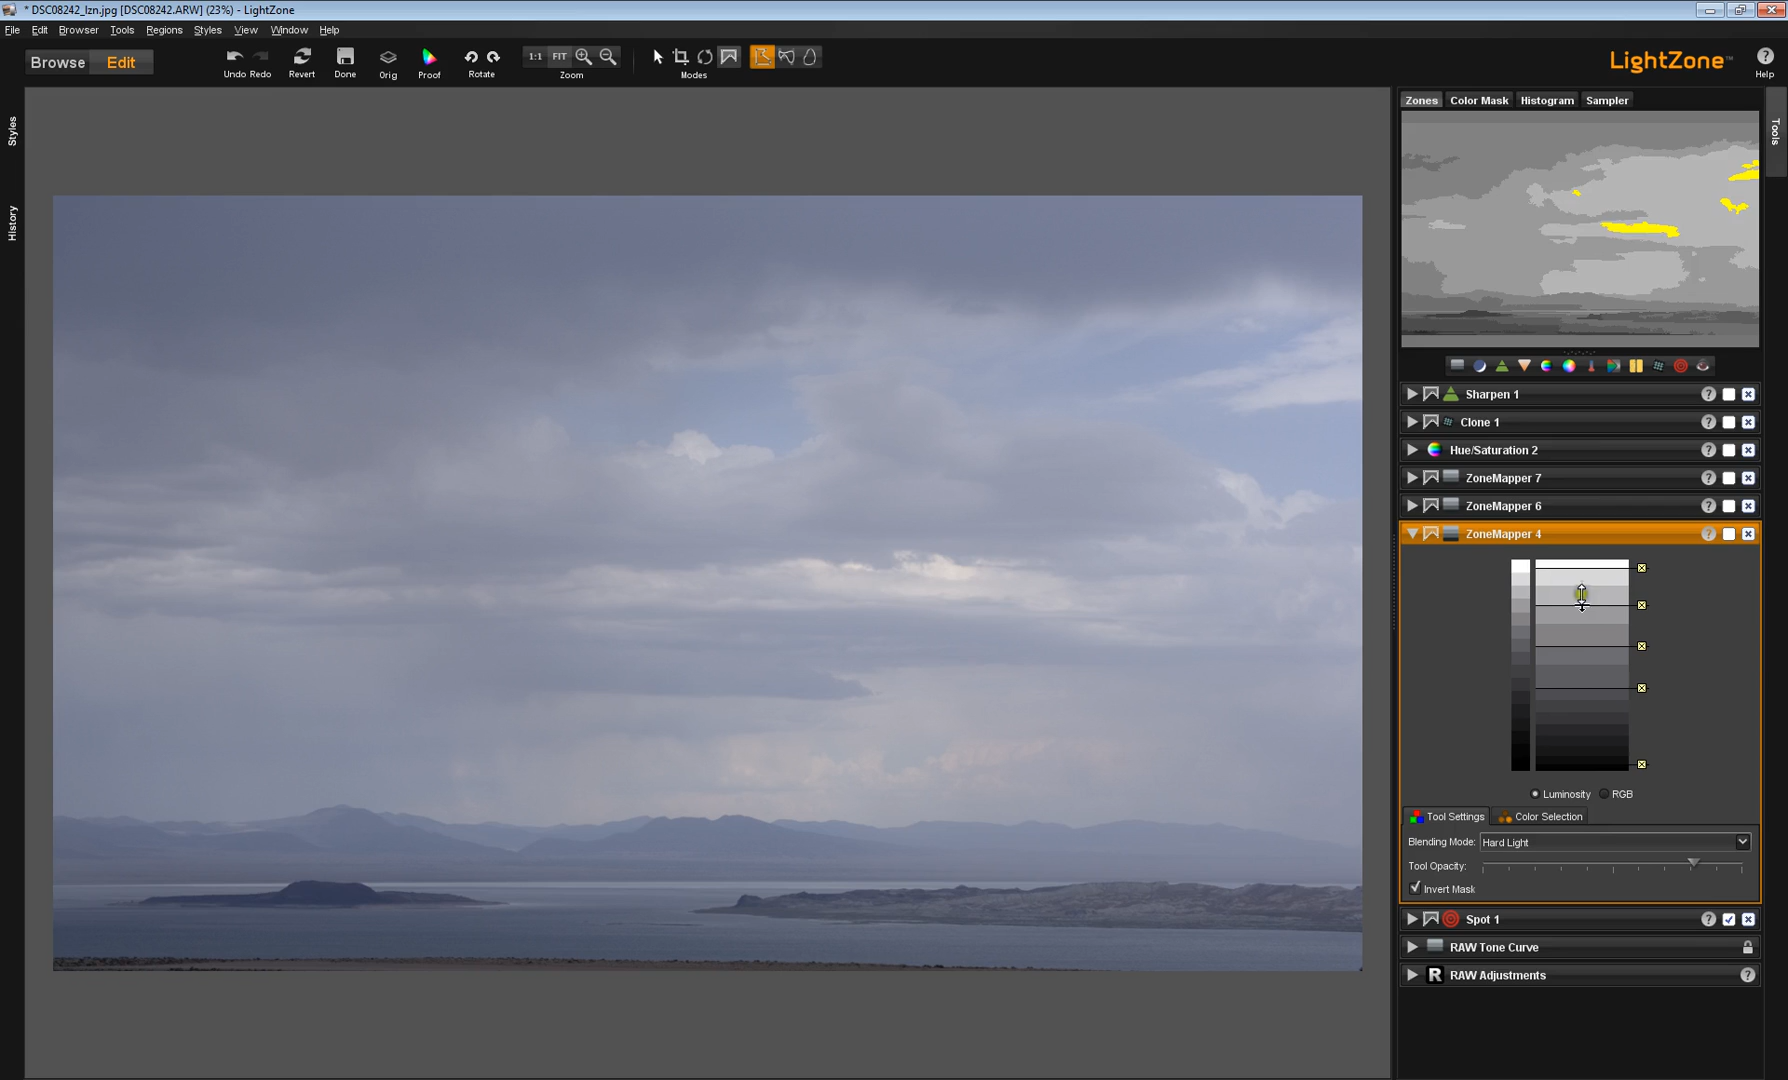 * DSC08242_lzn.jpg [DSC08242.ARW] (23%) - LightZone
File Edit Browser Tools Regions Styles View Window Help
Browse Edit
1:1 FIT
Undo Redo Revert Done Orig Proof Rotate Zoom Modes
LightZone™
? Help
Styles
History
Tools
Zones Color Mask Histogram Sampler
Sharpen 1 ?
Clone 1 ?
Hue/Saturation 2 ?
ZoneMapper 7 ?
ZoneMapper 6 ?
ZoneMapper 4 ?
Luminosity RGB
Tool Settings Color Selection
Blending Mode: Hard Light
Tool Opacity:
Invert Mask
Spot 1 ?
RAW Tone Curve
R RAW Adjustments ?